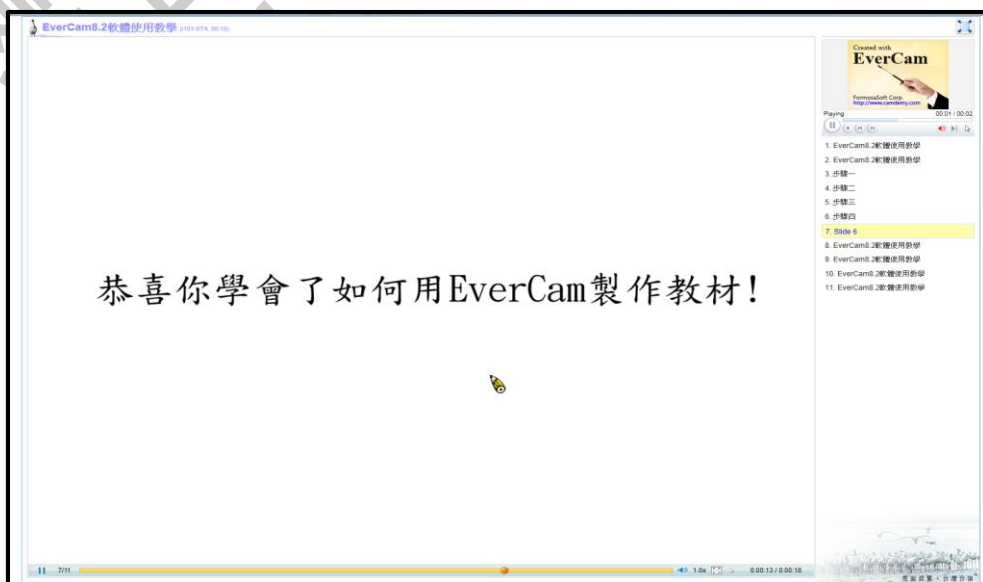 EverCam8.2軟體使用教學
恭喜你學會了如何用EverCam製作教材!
7/11
1.0x
0:00:13 / 0:00:18
Created with
EverCam
FormosaSoft Corp.
http://www.camdemy.com
Playing
00:01 / 00:02
1. EverCam8.2軟體使用教學
2. EverCam8.2軟體使用教學
3. 步驟一
4. 步驟二
5. 步驟三
6. 步驟四
7. Slide 6
8. EverCam8.2軟體使用教學
9. EverCam8.2軟體使用教學
10. EverCam8.2軟體使用教學
11. EverCam8.2軟體使用教學